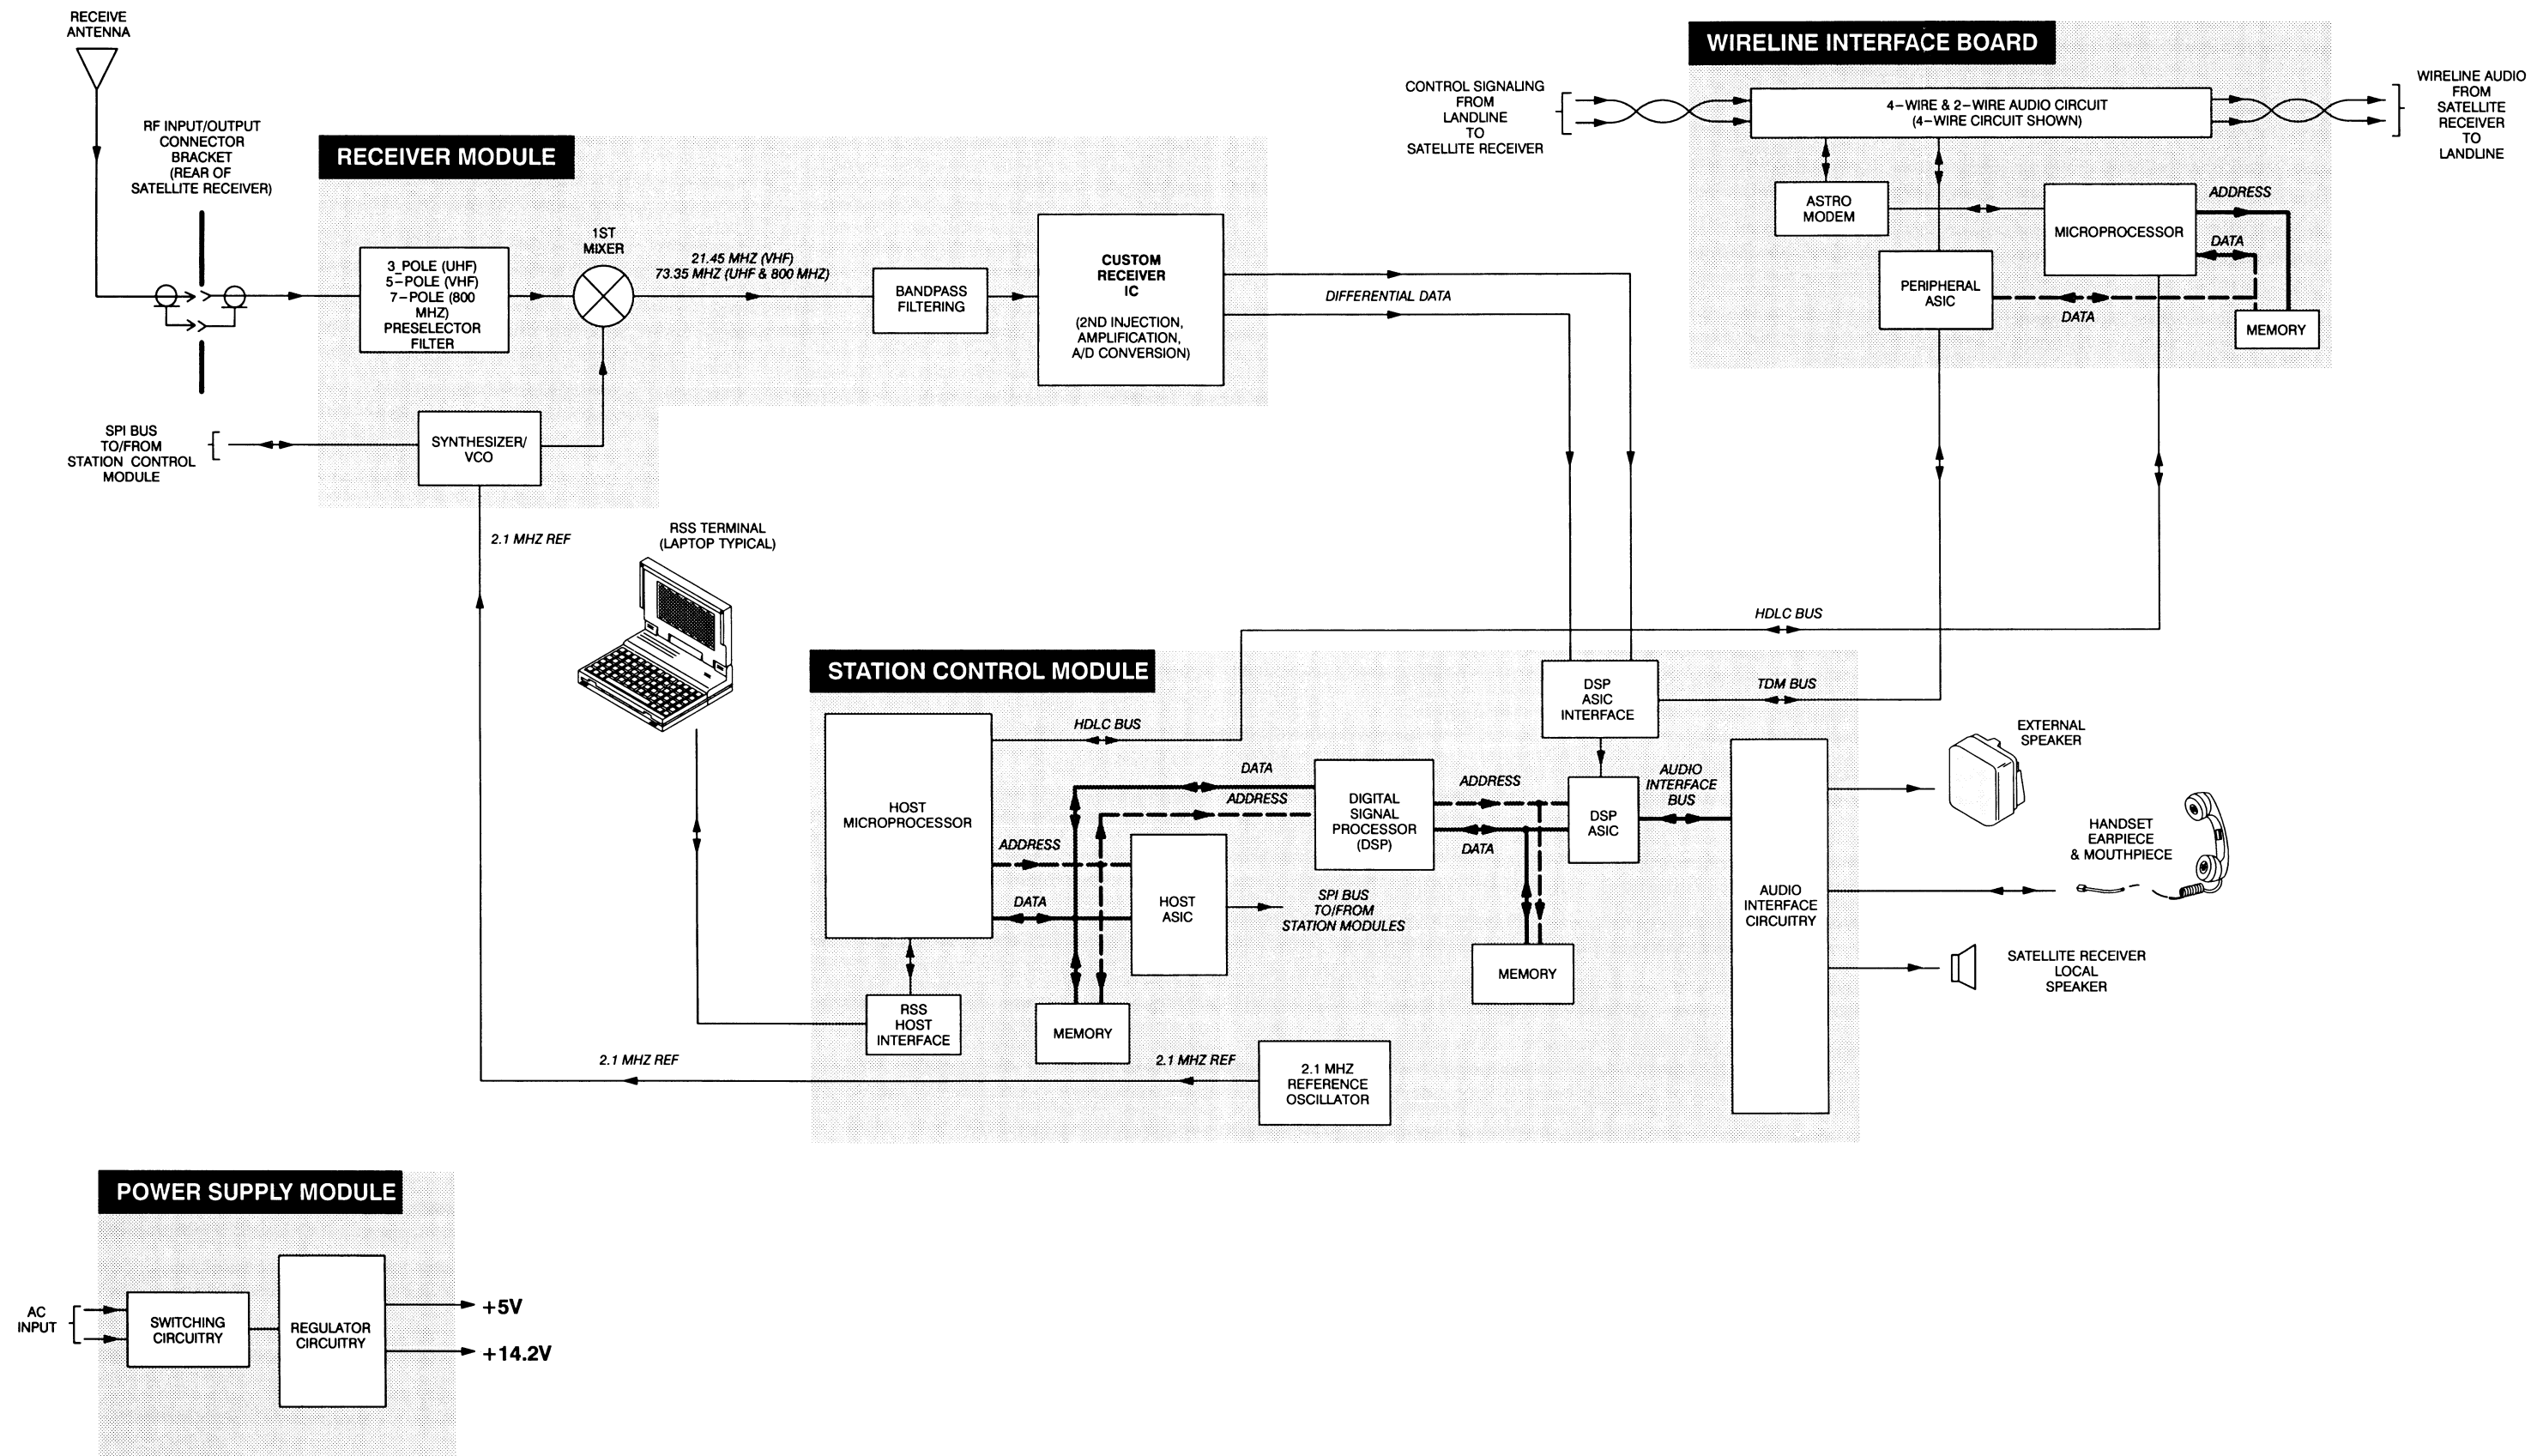 RECEIVE
ANTENNA
RF INPUT/OUTPUT
CONNECTOR
BRACKET
(REAR OF
SATELLITE RECEIVER)
RECEIVER MODULE
3_POLE (UHF)
5-POLE (VHF)
7-POLE (800
MHZ)
PRESELECTOR
FILTER
1ST
MIXER
21.45 MHZ (VHF)
73.35 MHZ (UHF & 800 MHZ)
BANDPASS
FILTERING
CUSTOM
RECEIVER
IC
(2ND INJECTION,
AMPLIFICATION,
A/D CONVERSION)
DIFFERENTIAL DATA
SPI BUS
TO/FROM
STATION CONTROL
MODULE
SYNTHESIZER/
VCO
2.1 MHZ REF
WIRELINE INTERFACE BOARD
CONTROL SIGNALING
FROM
LANDLINE
TO
SATELLITE RECEIVER
4-WIRE & 2-WIRE AUDIO CIRCUIT
(4-WIRE CIRCUIT SHOWN)
WIRELINE AUDIO
FROM
SATELLITE
RECEIVER
TO
LANDLINE
ASTRO
MODEM
MICROPROCESSOR
ADDRESS
DATA
PERIPHERAL
ASIC
DATA
MEMORY
RSS TERMINAL
(LAPTOP TYPICAL)
HDLC BUS
STATION CONTROL MODULE
DSP
ASIC
INTERFACE
TDM BUS
HDLC BUS
HOST
MICROPROCESSOR
DATA
ADDRESS
DIGITAL
SIGNAL
PROCESSOR
(DSP)
ADDRESS
DATA
DSP
ASIC
AUDIO
INTERFACE
BUS
ADDRESS
DATA
HOST
ASIC
SPI BUS
TO/FROM
STATION MODULES
MEMORY
AUDIO
INTERFACE
CIRCUITRY
EXTERNAL
SPEAKER
HANDSET
EARPIECE
& MOUTHPIECE
SATELLITE RECEIVER
LOCAL
SPEAKER
RSS
HOST
INTERFACE
MEMORY
2.1 MHZ REF
2.1 MHZ REF
2.1 MHZ
REFERENCE
OSCILLATOR
POWER SUPPLY MODULE
AC
INPUT
SWITCHING
CIRCUITRY
REGULATOR
CIRCUITRY
+5V
+14.2V